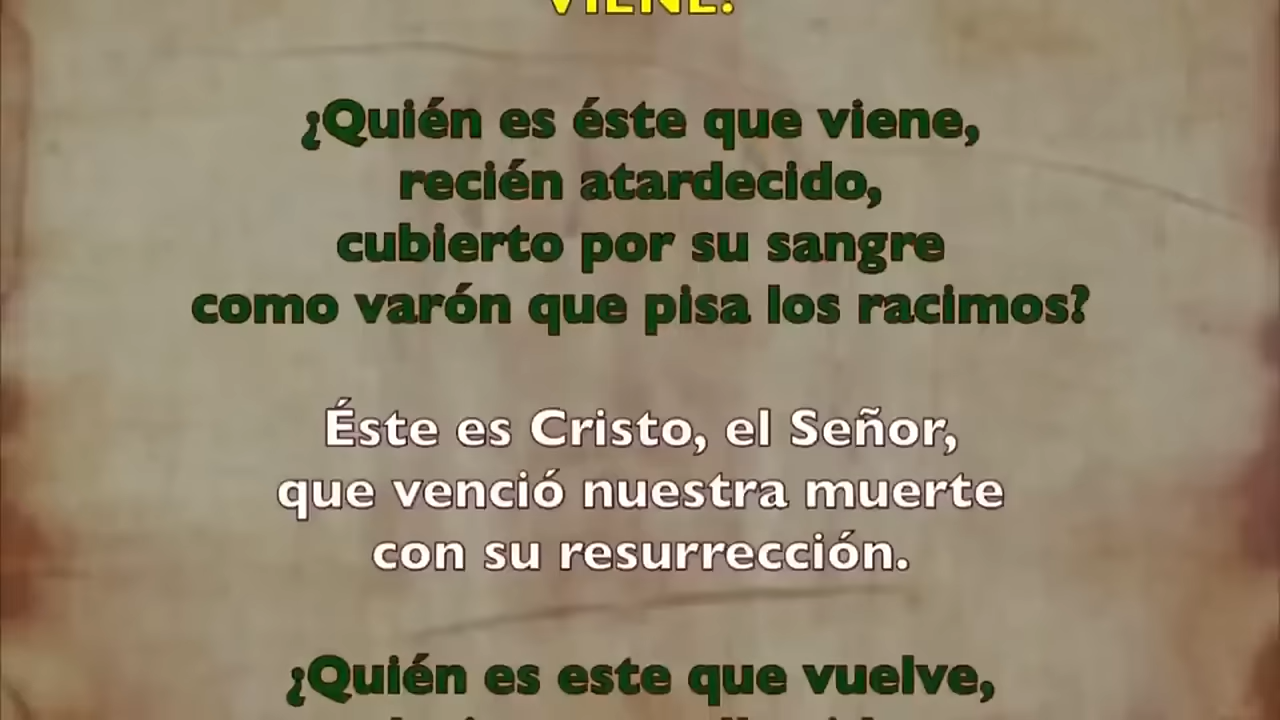 VIENE?
¿Quién es éste que viene,
recién atardecido,
cubierto por su sangre
como varón que pisa los racimos?
Éste es Cristo, el Señor,
que venció nuestra muerte
con su resurrección.
¿Quién es este que vuelve,